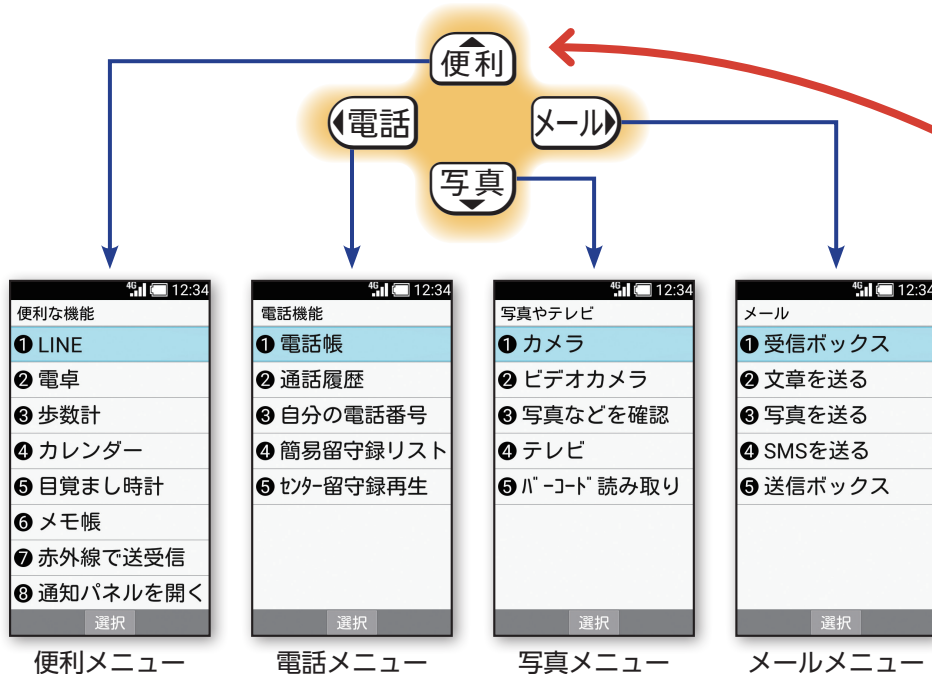 便利
電話
メール
写真
4G 12:34
便利な機能
❶ LINE
❷ 電卓
❸ 歩数計
❹ カレンダー
❺ 目覚まし時計
❻ メモ帳
❼ 赤外線で送受信
❽ 通知パネルを開く
選択
便利メニュー
4G 12:34
電話機能
❶ 電話帳
❷ 通話履歴
❸ 自分の電話番号
❹ 簡易留守録リスト
❺ センター留守録再生
選択
電話メニュー
4G 12:34
写真やテレビ
❶ カメラ
❷ ビデオカメラ
❸ 写真などを確認
❹ テレビ
❺ バーコード読み取り
選択
写真メニュー
4G 12:34
メール
❶ 受信ボックス
❷ 文章を送る
❸ 写真を送る
❹ SMSを送る
❺ 送信ボックス
選択
メールメニュー